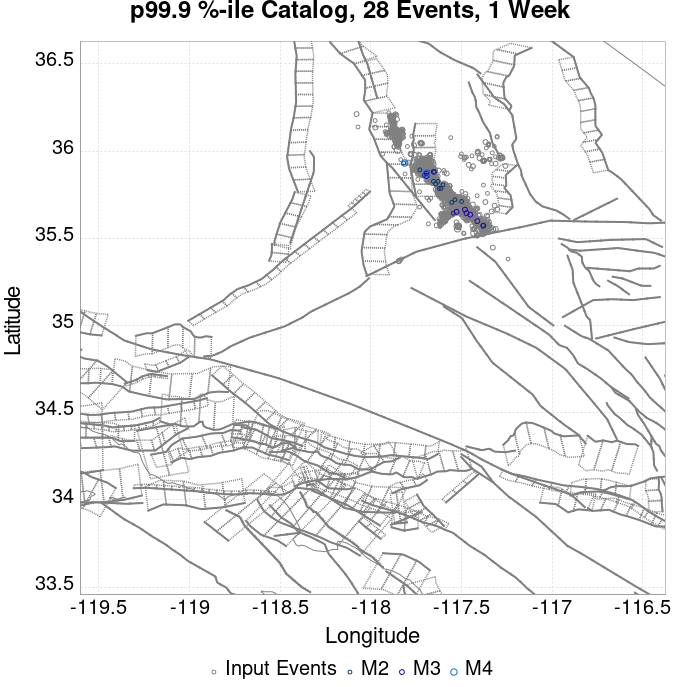 p99.9 %-ile Catalog, 28 Events, 1 Week
36.5
36
35.5
35
34.5
34
33.5
Latitude
-119.5 -119 -118.5 -118 -117.5 -117 -116.5
Longitude
Input Events M2 M3 M4